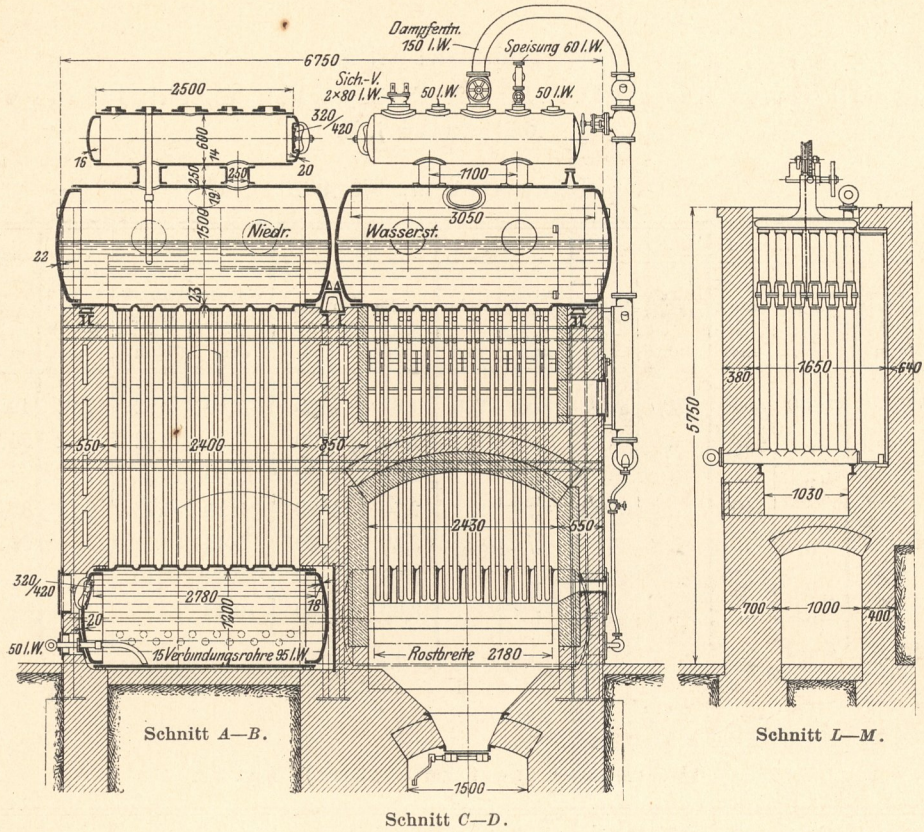 Dampfentn.
150 l.W.
Speisung 60 l.W.
6750
Sich.-V.
2×80 l.W.
50 l.W.
50 l.W.
2500
320/420
600
14
16
20
250
250
1100
19
1500
3050
Niedr.
Wasserst.
22
23
550
2400
350
2430
550
320/420
2780
18
1200
20
50 l.W.
15 Verbindungsrohre 95 l.W.
Rostbreite 2180
1500
Schnitt A—B.
Schnitt C—D.
5750
380
1650
640
1030
700
1000
400
Schnitt L—M.